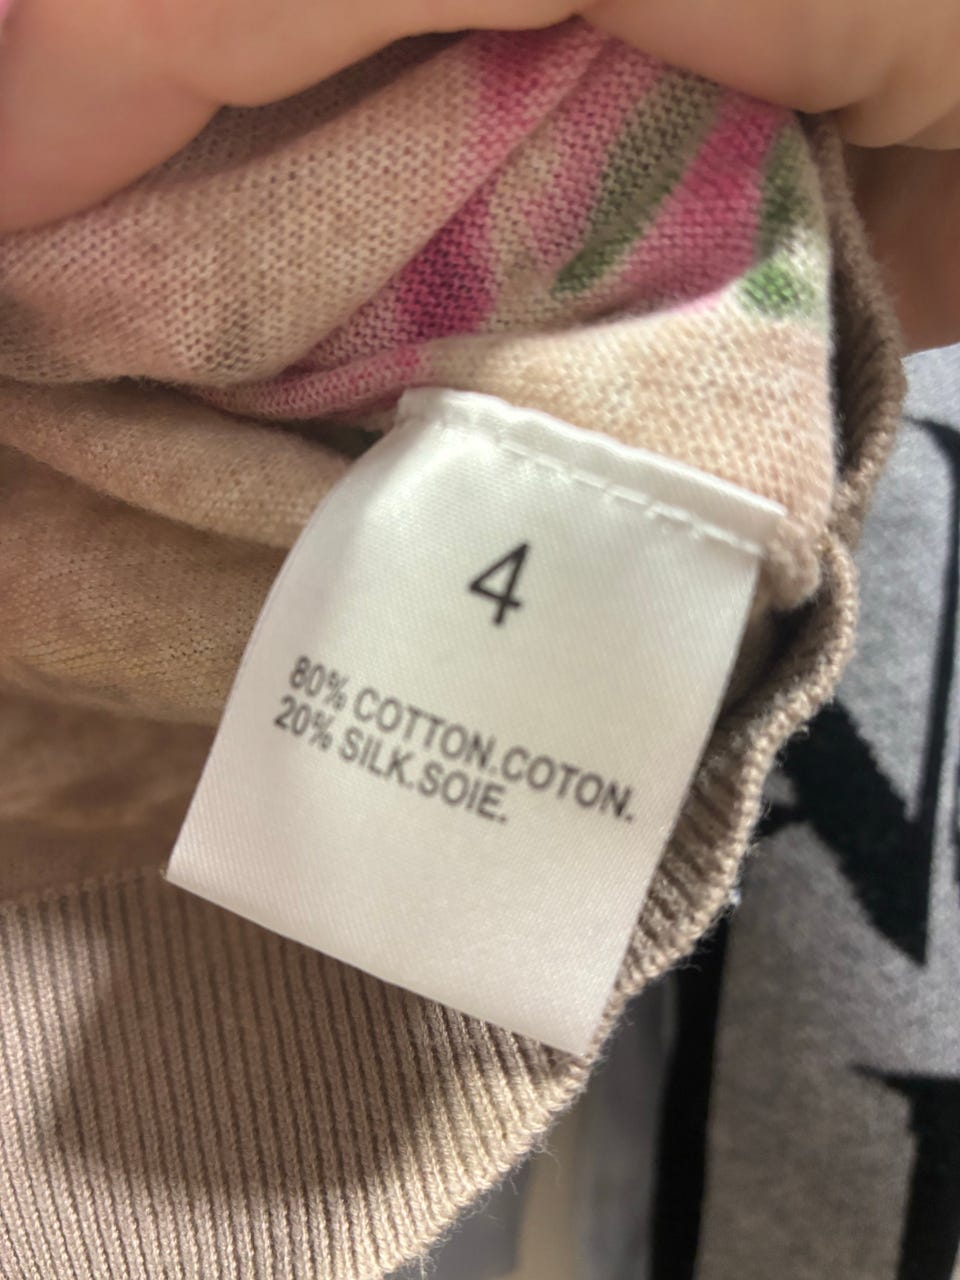 4
80% COTTON.COTON.
20% SILK.SOIE.